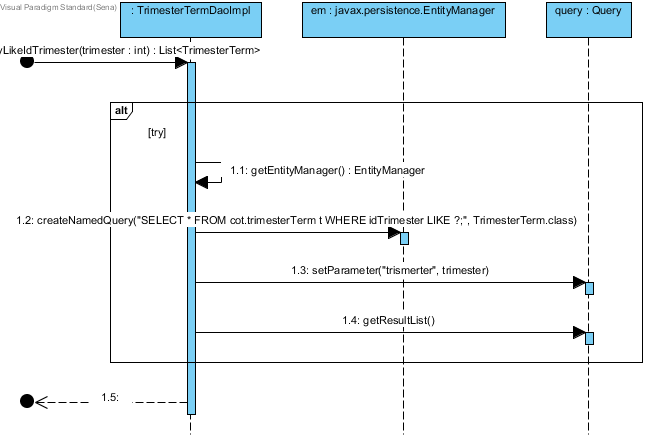 Visual Paradigm Standard(Sena)
: TrimesterTermDaoImpl
em : javax.persistence.EntityManager
query : Query
yLikeIdTrimester(trimester : int) : List<TrimesterTerm>
alt
[try]
1.1: getEntityManager() : EntityManager
1.2: createNamedQuery("SELECT * FROM cot.trimesterTerm t WHERE idTrimester LIKE ?;", TrimesterTerm.class)
1.3: setParameter("trismerter", trimester)
1.4: getResultList()
1.5: